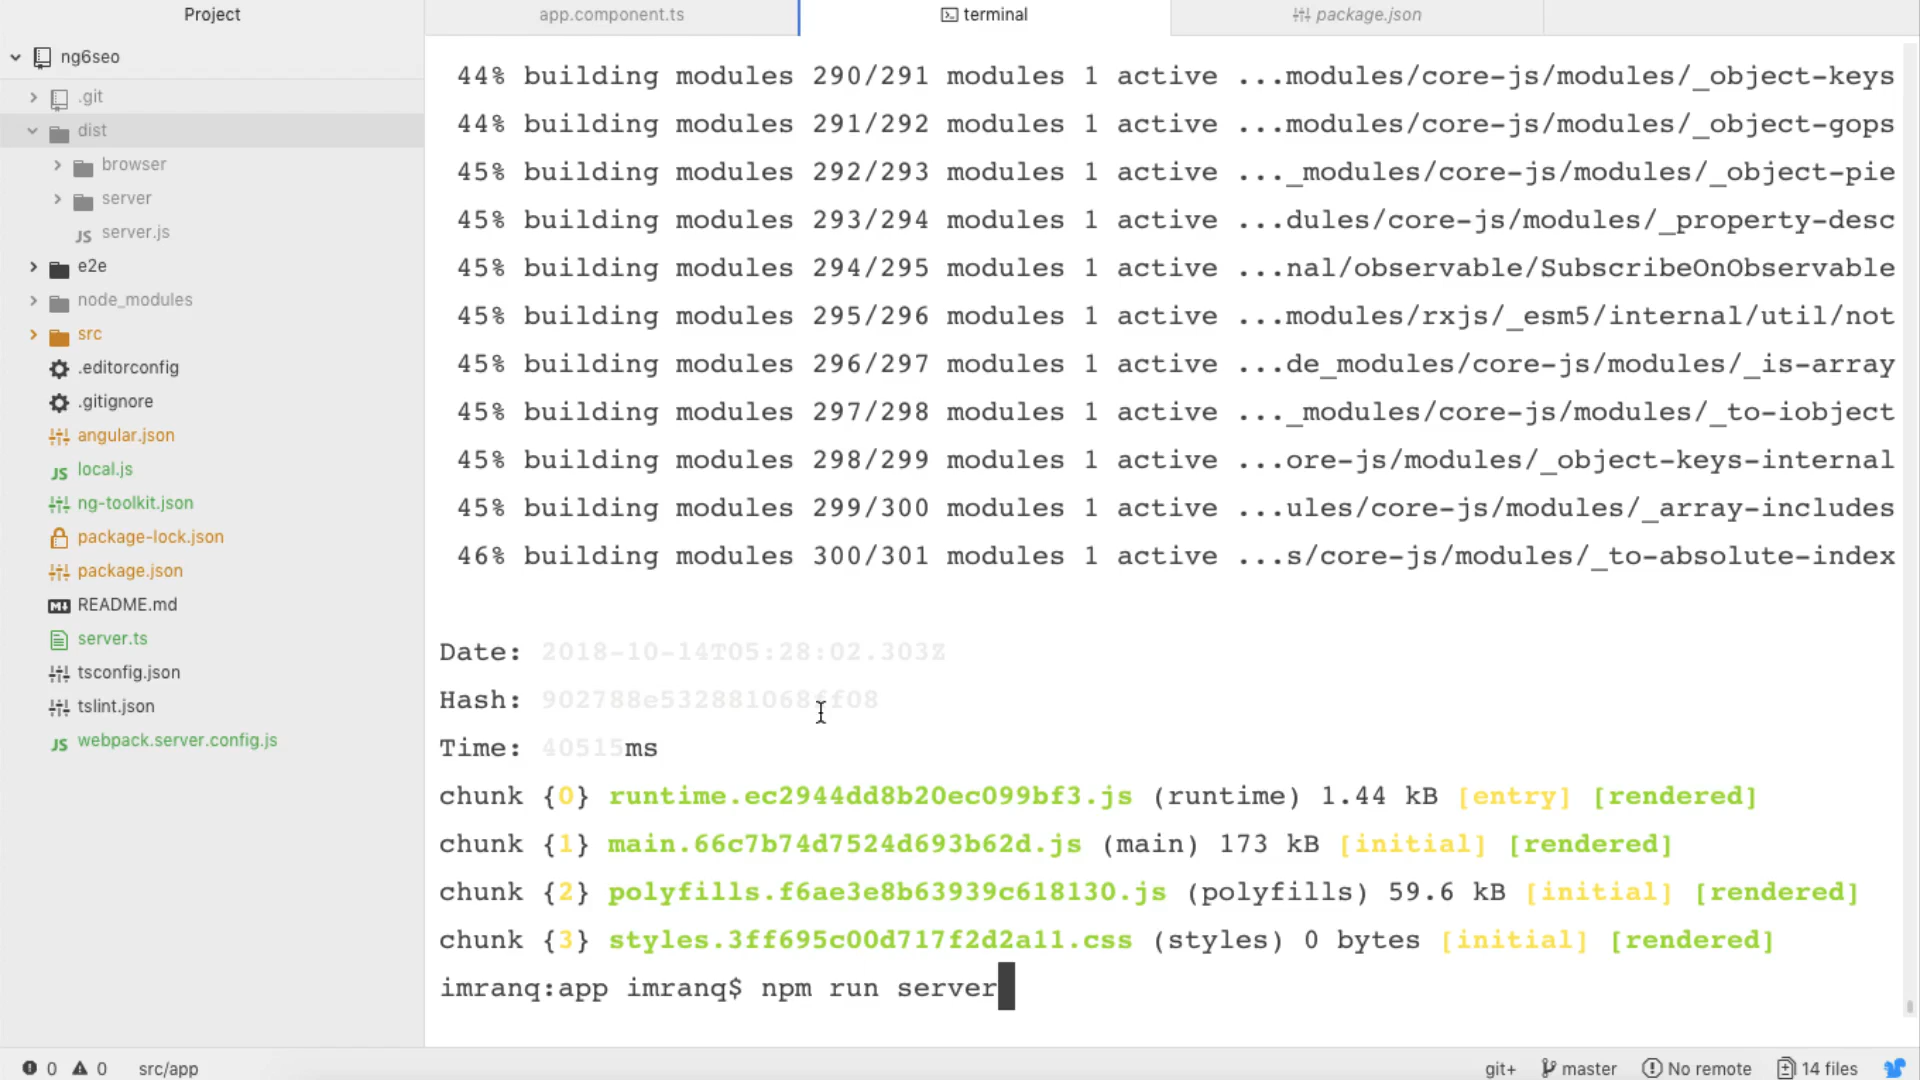 Project
app.component.ts
terminal
package.json
ng6seo
.git
dist
browser
server
JS server.js
e2e
node_modules
src
.editorconfig
.gitignore
angular.json
JS local.js
ng-toolkit.json
package-lock.json
package.json
README.md
server.ts
tsconfig.json
tslint.json
JS webpack.server.config.js
44% building modules 290/291 modules 1 active ...modules/core-js/modules/_object-keys
44% building modules 291/292 modules 1 active ...modules/core-js/modules/_object-gops
45% building modules 292/293 modules 1 active ..._modules/core-js/modules/_object-pie
45% building modules 293/294 modules 1 active ...dules/core-js/modules/_property-desc
45% building modules 294/295 modules 1 active ...nal/observable/SubscribeOnObservable
45% building modules 295/296 modules 1 active ...modules/rxjs/_esm5/internal/util/not
45% building modules 296/297 modules 1 active ...de_modules/core-js/modules/_is-array
45% building modules 297/298 modules 1 active ..._modules/core-js/modules/_to-iobject
45% building modules 298/299 modules 1 active ...ore-js/modules/_object-keys-internal
45% building modules 299/300 modules 1 active ...ules/core-js/modules/_array-includes
46% building modules 300/301 modules 1 active ...s/core-js/modules/_to-absolute-index
Date: 2018-10-14T05:28:02.303Z
Hash: 902788e532881068ff08
Time: 40515ms
chunk {0} runtime.ec2944dd8b20ec099bf3.js (runtime) 1.44 kB [entry] [rendered]
chunk {1} main.66c7b74d7524d693b62d.js (main) 173 kB [initial] [rendered]
chunk {2} polyfills.f6ae3e8b63939c618130.js (polyfills) 59.6 kB [initial] [rendered]
chunk {3} styles.3ff695c00d717f2d2a11.css (styles) 0 bytes [initial] [rendered]
imranq:app imranq$ npm run server
0 0 src/app
git+ master No remote 14 files